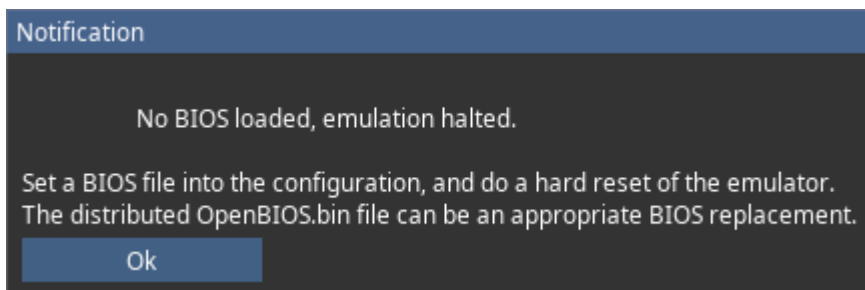 Notification
No BIOS loaded, emulation halted.
Set a BIOS file into the configuration, and do a hard reset of the emulator.
The distributed OpenBIOS.bin file can be an appropriate BIOS replacement.
Ok